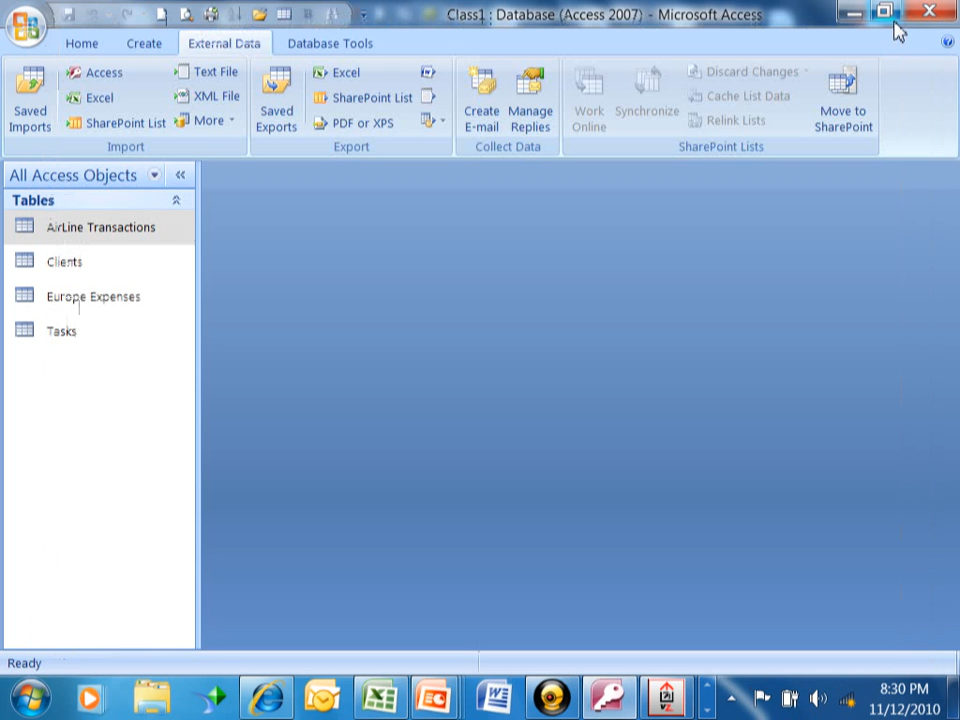 Class1 : Database (Access 2007) - Microsoft Access
Home Create External Data Database Tools
Saved Imports
Access
Excel
SharePoint List
Text File
XML File
More
Import
Saved Exports
Excel
SharePoint List
PDF or XPS
Export
Create E-mail
Manage Replies
Collect Data
Work Online
Synchronize
Discard Changes
Cache List Data
Relink Lists
Move to SharePoint
SharePoint Lists
All Access Objects
Tables
AirLine Transactions
Clients
Europe Expenses
Tasks
Ready
8:30 PM
11/12/2010